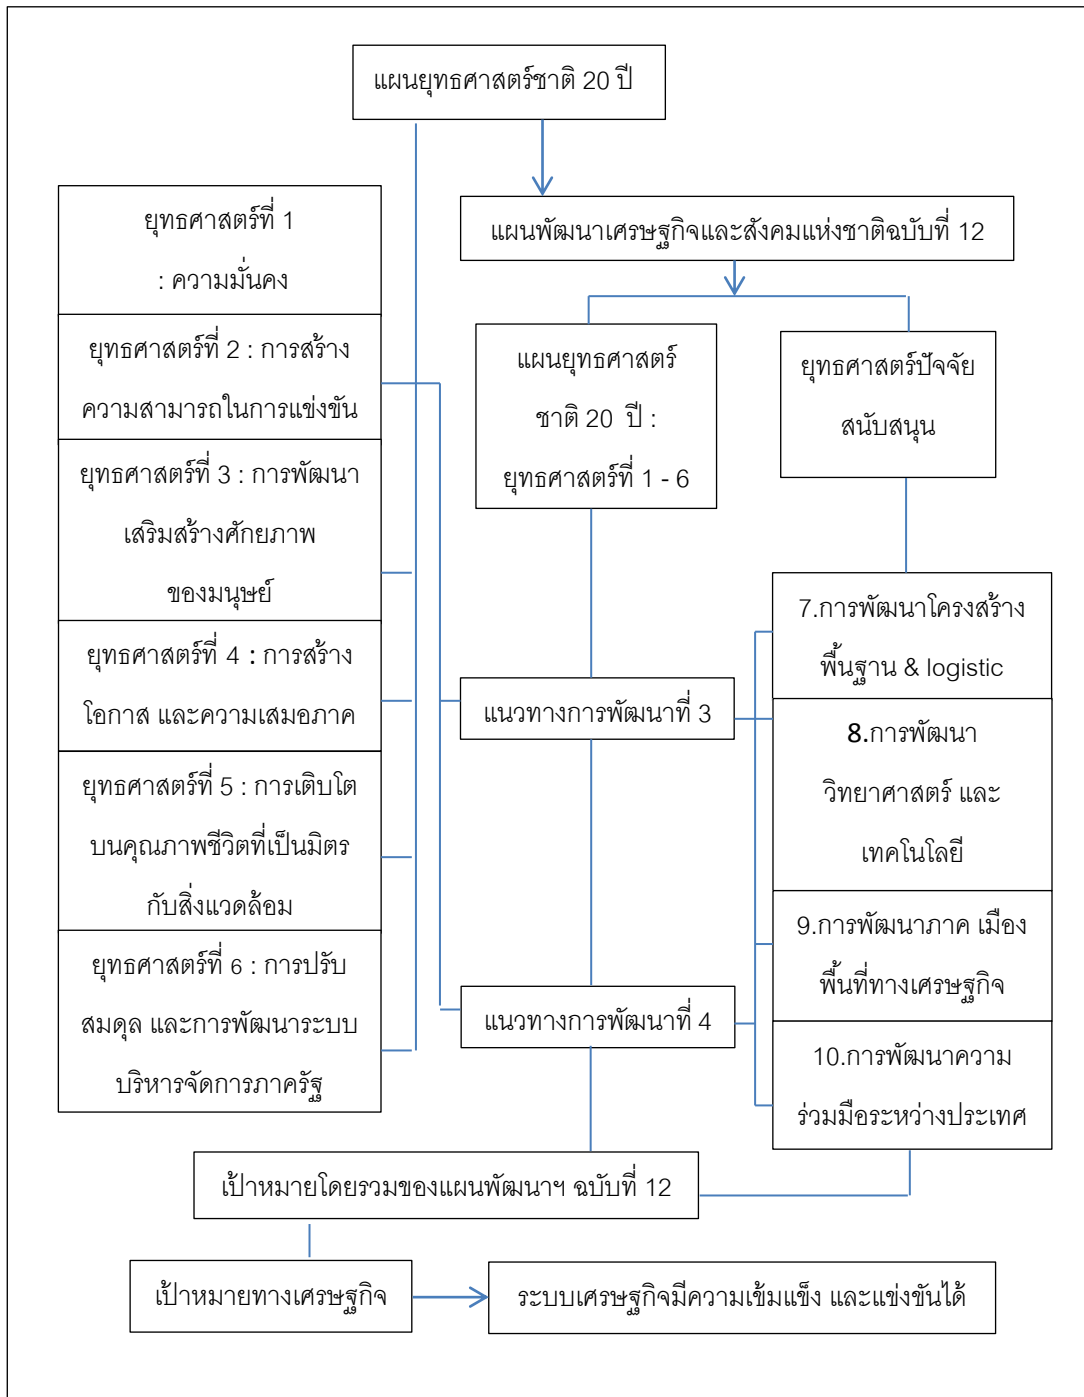 แผนยุทธศาสตร์ชาติ 20 ปี
ยุทธศาสตร์ที่ 1
: ความมั่นคง
ยุทธศาสตร์ที่ 2 : การสร้าง
ความสามารถในการแข่งขัน
ยุทธศาสตร์ที่ 3 : การพัฒนา
เสริมสร้างศักยภาพ
ของมนุษย์
ยุทธศาสตร์ที่ 4 : การสร้าง
โอกาส และความเสมอภาค
ยุทธศาสตร์ที่ 5 : การเติบโต
บนคุณภาพชีวิตที่เป็นมิตร
กับสิ่งแวดล้อม
ยุทธศาสตร์ที่ 6 : การปรับ
สมดุล และการพัฒนาระบบ
บริหารจัดการภาครัฐ
แผนพัฒนาเศรษฐกิจและสังคมแห่งชาติฉบับที่ 12
แผนยุทธศาสตร์
ชาติ 20 ปี :
ยุทธศาสตร์ที่ 1 - 6
ยุทธศาสตร์ปัจจัย
สนับสนุน
แนวทางการพัฒนาที่ 3
แนวทางการพัฒนาที่ 4
7.การพัฒนาโครงสร้าง
พื้นฐาน & logistic
8.การพัฒนา
วิทยาศาสตร์ และ
เทคโนโลยี
9.การพัฒนาภาค เมือง
พื้นที่ทางเศรษฐกิจ
10.การพัฒนาความ
ร่วมมือระหว่างประเทศ
เป้าหมายโดยรวมของแผนพัฒนาฯ ฉบับที่ 12
เป้าหมายทางเศรษฐกิจ
ระบบเศรษฐกิจมีความเข้มแข็ง และแข่งขันได้